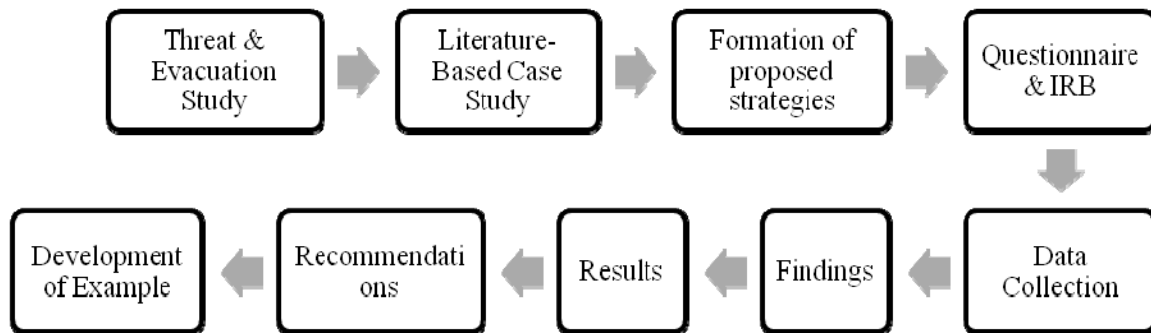 Threat &
Evacuation
Study
Literature-
Based Case
Study
Formation of
proposed
strategies
Questionnaire
& IRB
Data
Collection
Findings
Results
Recommendati
ons
Development
of Example